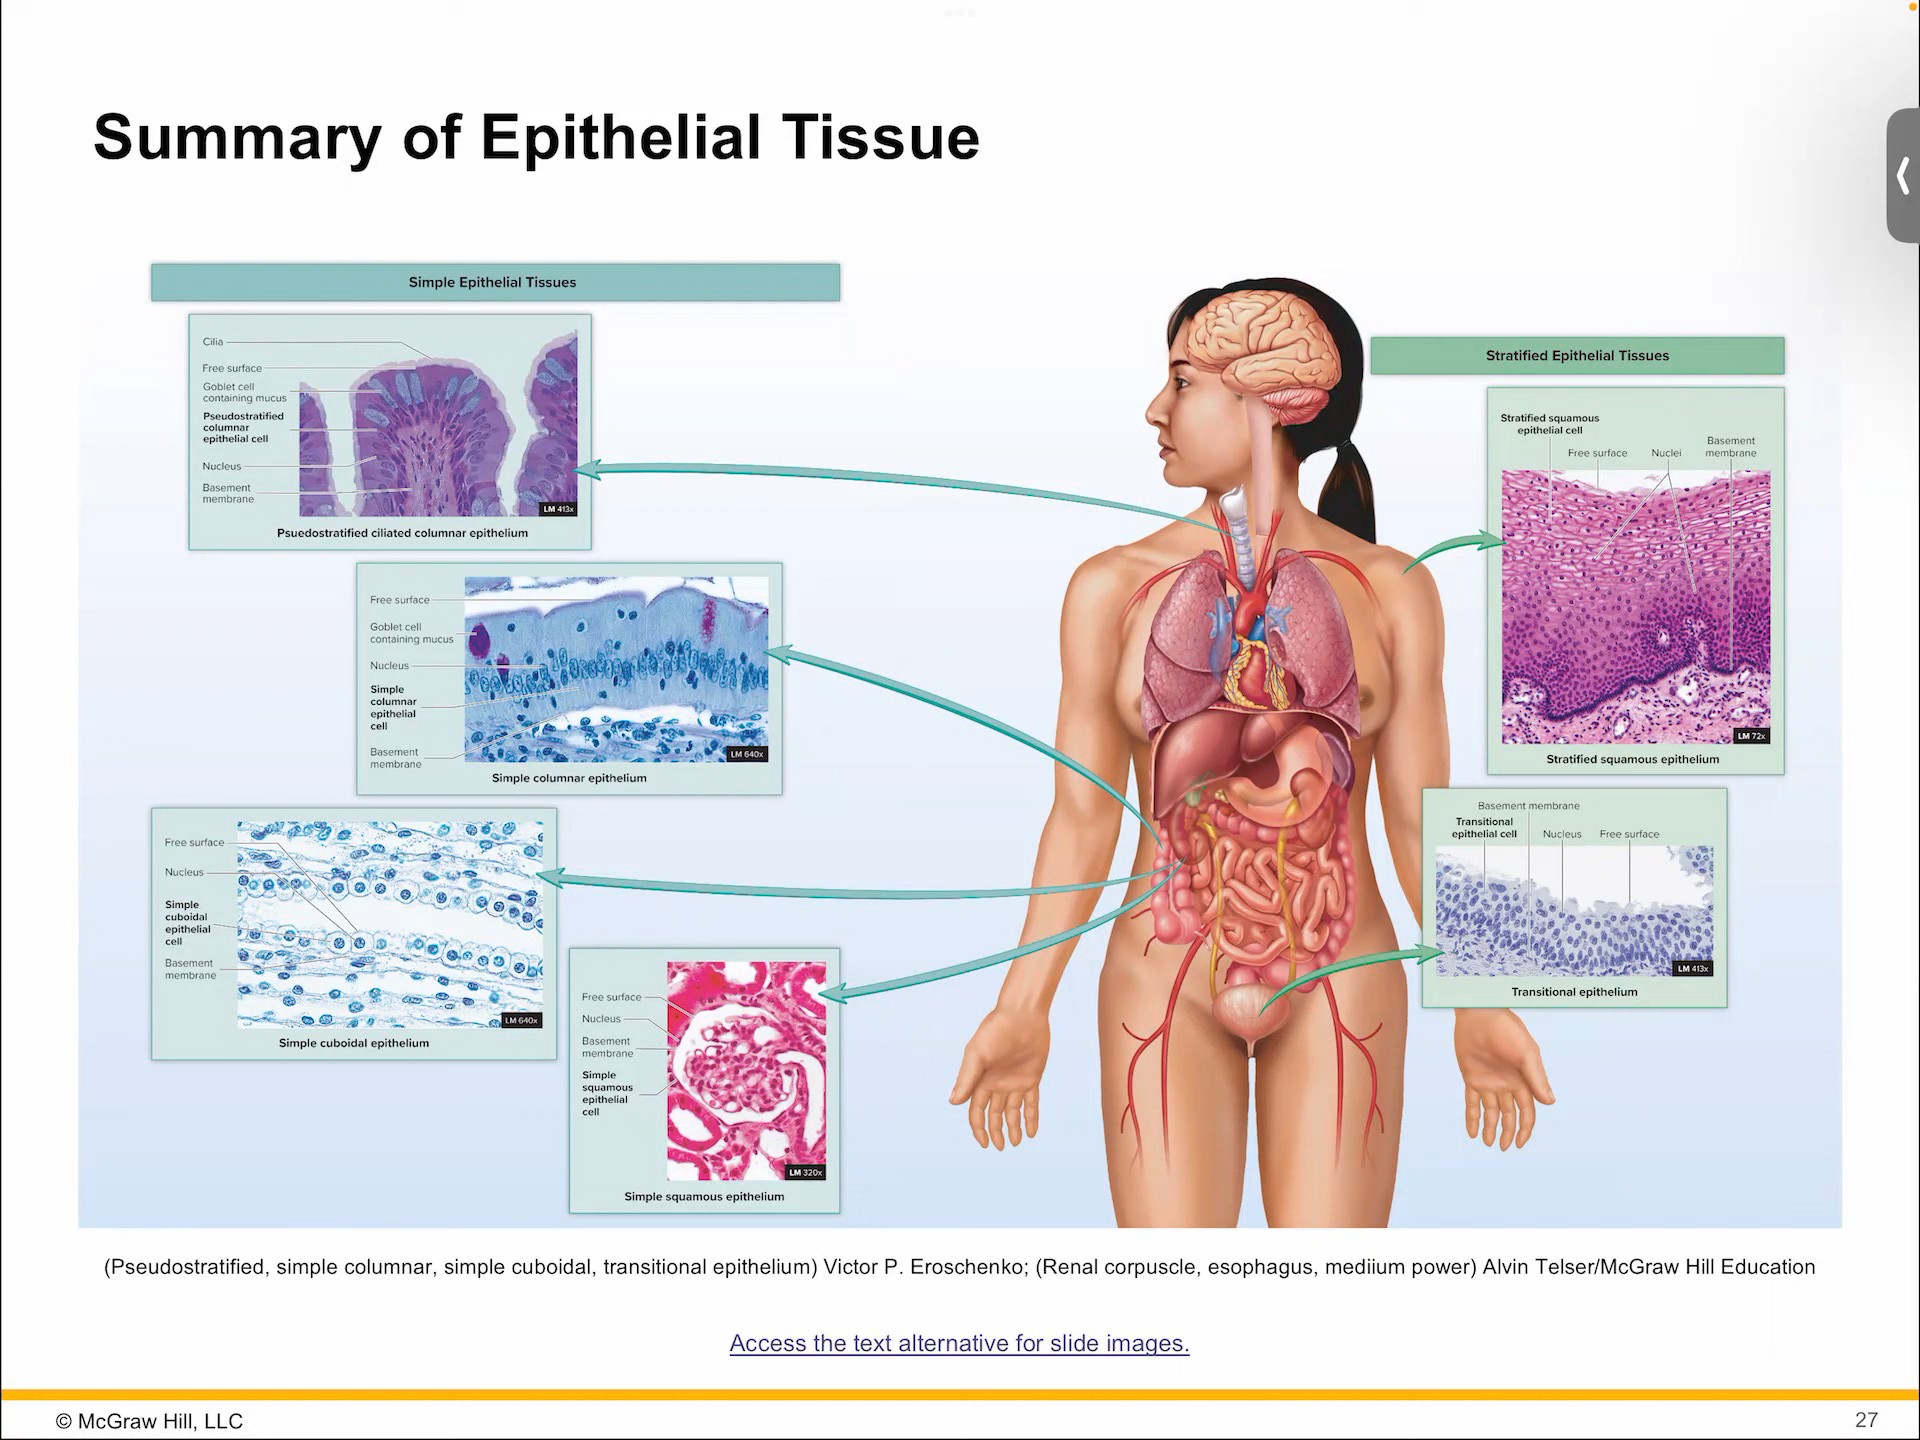 Summary of Epithelial Tissue
Simple Epithelial Tissues
Cilia
Free surface
Goblet cell
containing mucus
Pseudostratified
columnar
epithelial cell
Nucleus
Basement
membrane
LM 413x
Psuedostratified ciliated columnar epithelium
Free surface
Goblet cell
containing mucus
Nucleus
Simple
columnar
epithelial
cell
Basement
membrane
LM 640x
Simple columnar epithelium
Free surface
Nucleus
Simple
cuboidal
epithelial
cell
Basement
membrane
LM 640x
Simple cuboidal epithelium
Free surface
Nucleus
Basement
membrane
Simple
squamous
epithelial
cell
LM 320x
Simple squamous epithelium
Stratified Epithelial Tissues
Stratified squamous
epithelial cell
Free surface
Nuclei
Basement
membrane
LM 72x
Stratified squamous epithelium
Basement membrane
Transitional
epithelial cell
Nucleus
Free surface
LM 413x
Transitional epithelium
(Pseudostratified, simple columnar, simple cuboidal, transitional epithelium) Victor P. Eroschenko; (Renal corpuscle, esophagus, mediium power) Alvin Telser/McGraw Hill Education
Access the text alternative for slide images.
© McGraw Hill, LLC
27